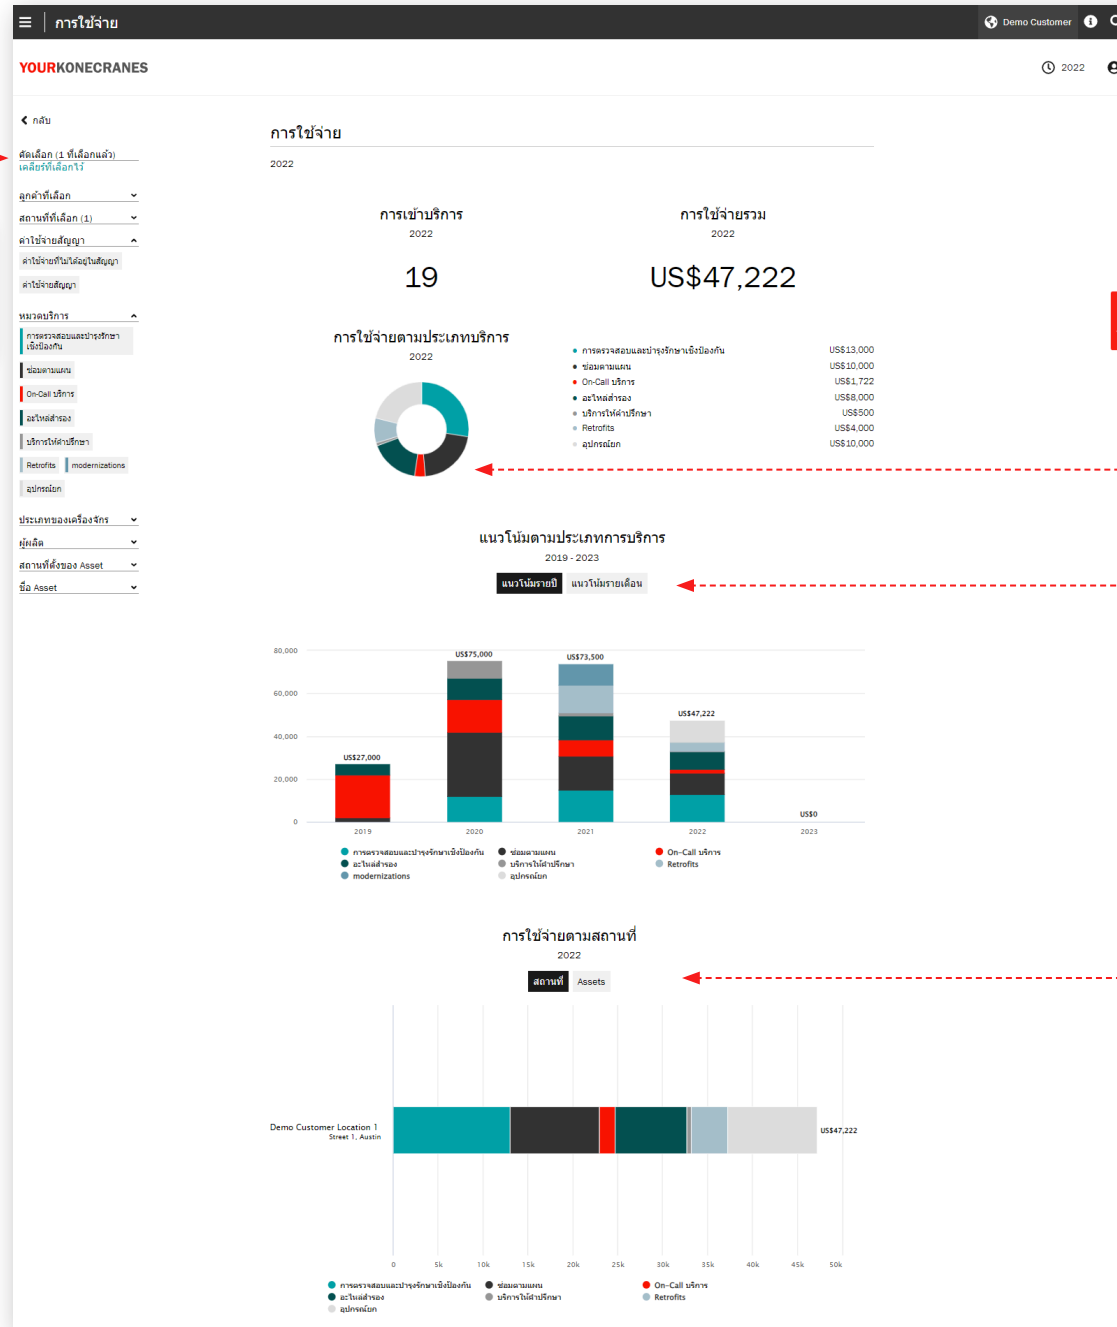 การใช้จ่าย
Demo Customer
YOURKONECRANES
2022
กลับ
คัดเลือก (1 ที่เลือกแล้ว)
เคลียร์ที่เลือกไว้
ลูกค้าที่เลือก
สถานที่ที่เลือก (1)
ค่าใช้จ่ายสัญญา
ค่าใช้จ่ายที่ไม่ได้อยู่ในสัญญา
ค่าใช้จ่ายสัญญา
หมวดบริการ
การตรวจสอบและบำรุงรักษา
เชิงป้องกัน
ซ่อมตามแผน
On-Call บริการ
อะไหล่สำรอง
บริการให้คำปรึกษา
Retrofits
modernizations
อุปกรณ์ยก
ประเภทของเครื่องจักร
ผู้ผลิต
สถานที่ตั้งของ Asset
ชื่อ Asset
การใช้จ่าย
2022
การเข้าบริการ
2022
19
การใช้จ่ายรวม
2022
US$47,222
การใช้จ่ายตามประเภทบริการ
2022
การตรวจสอบและบำรุงรักษาเชิงป้องกัน US$13,000
ซ่อมตามแผน US$10,000
On-Call บริการ US$1,722
อะไหล่สำรอง US$8,000
บริการให้คำปรึกษา US$500
Retrofits US$4,000
อุปกรณ์ยก US$10,000
แนวโน้มตามประเภทการบริการ
2019 - 2023
แนวโน้มรายปี แนวโน้มรายเดือน
80,000
60,000
40,000
20,000
0
US$27,000
US$75,000
US$73,500
US$47,222
US$0
2019 2020 2021 2022 2023
การตรวจสอบและบำรุงรักษาเชิงป้องกัน ซ่อมตามแผน On-Call บริการ
อะไหล่สำรอง บริการให้คำปรึกษา Retrofits
modernizations อุปกรณ์ยก
การใช้จ่ายตามสถานที่
2022
สถานที่ Assets
Demo Customer Location 1
Street 1, Austin
US$47,222
0 5k 10k 15k 20k 25k 30k 35k 40k 45k 50k
การตรวจสอบและบำรุงรักษาเชิงป้องกัน ซ่อมตามแผน On-Call บริการ
อะไหล่สำรอง บริการให้คำปรึกษา Retrofits
อุปกรณ์ยก